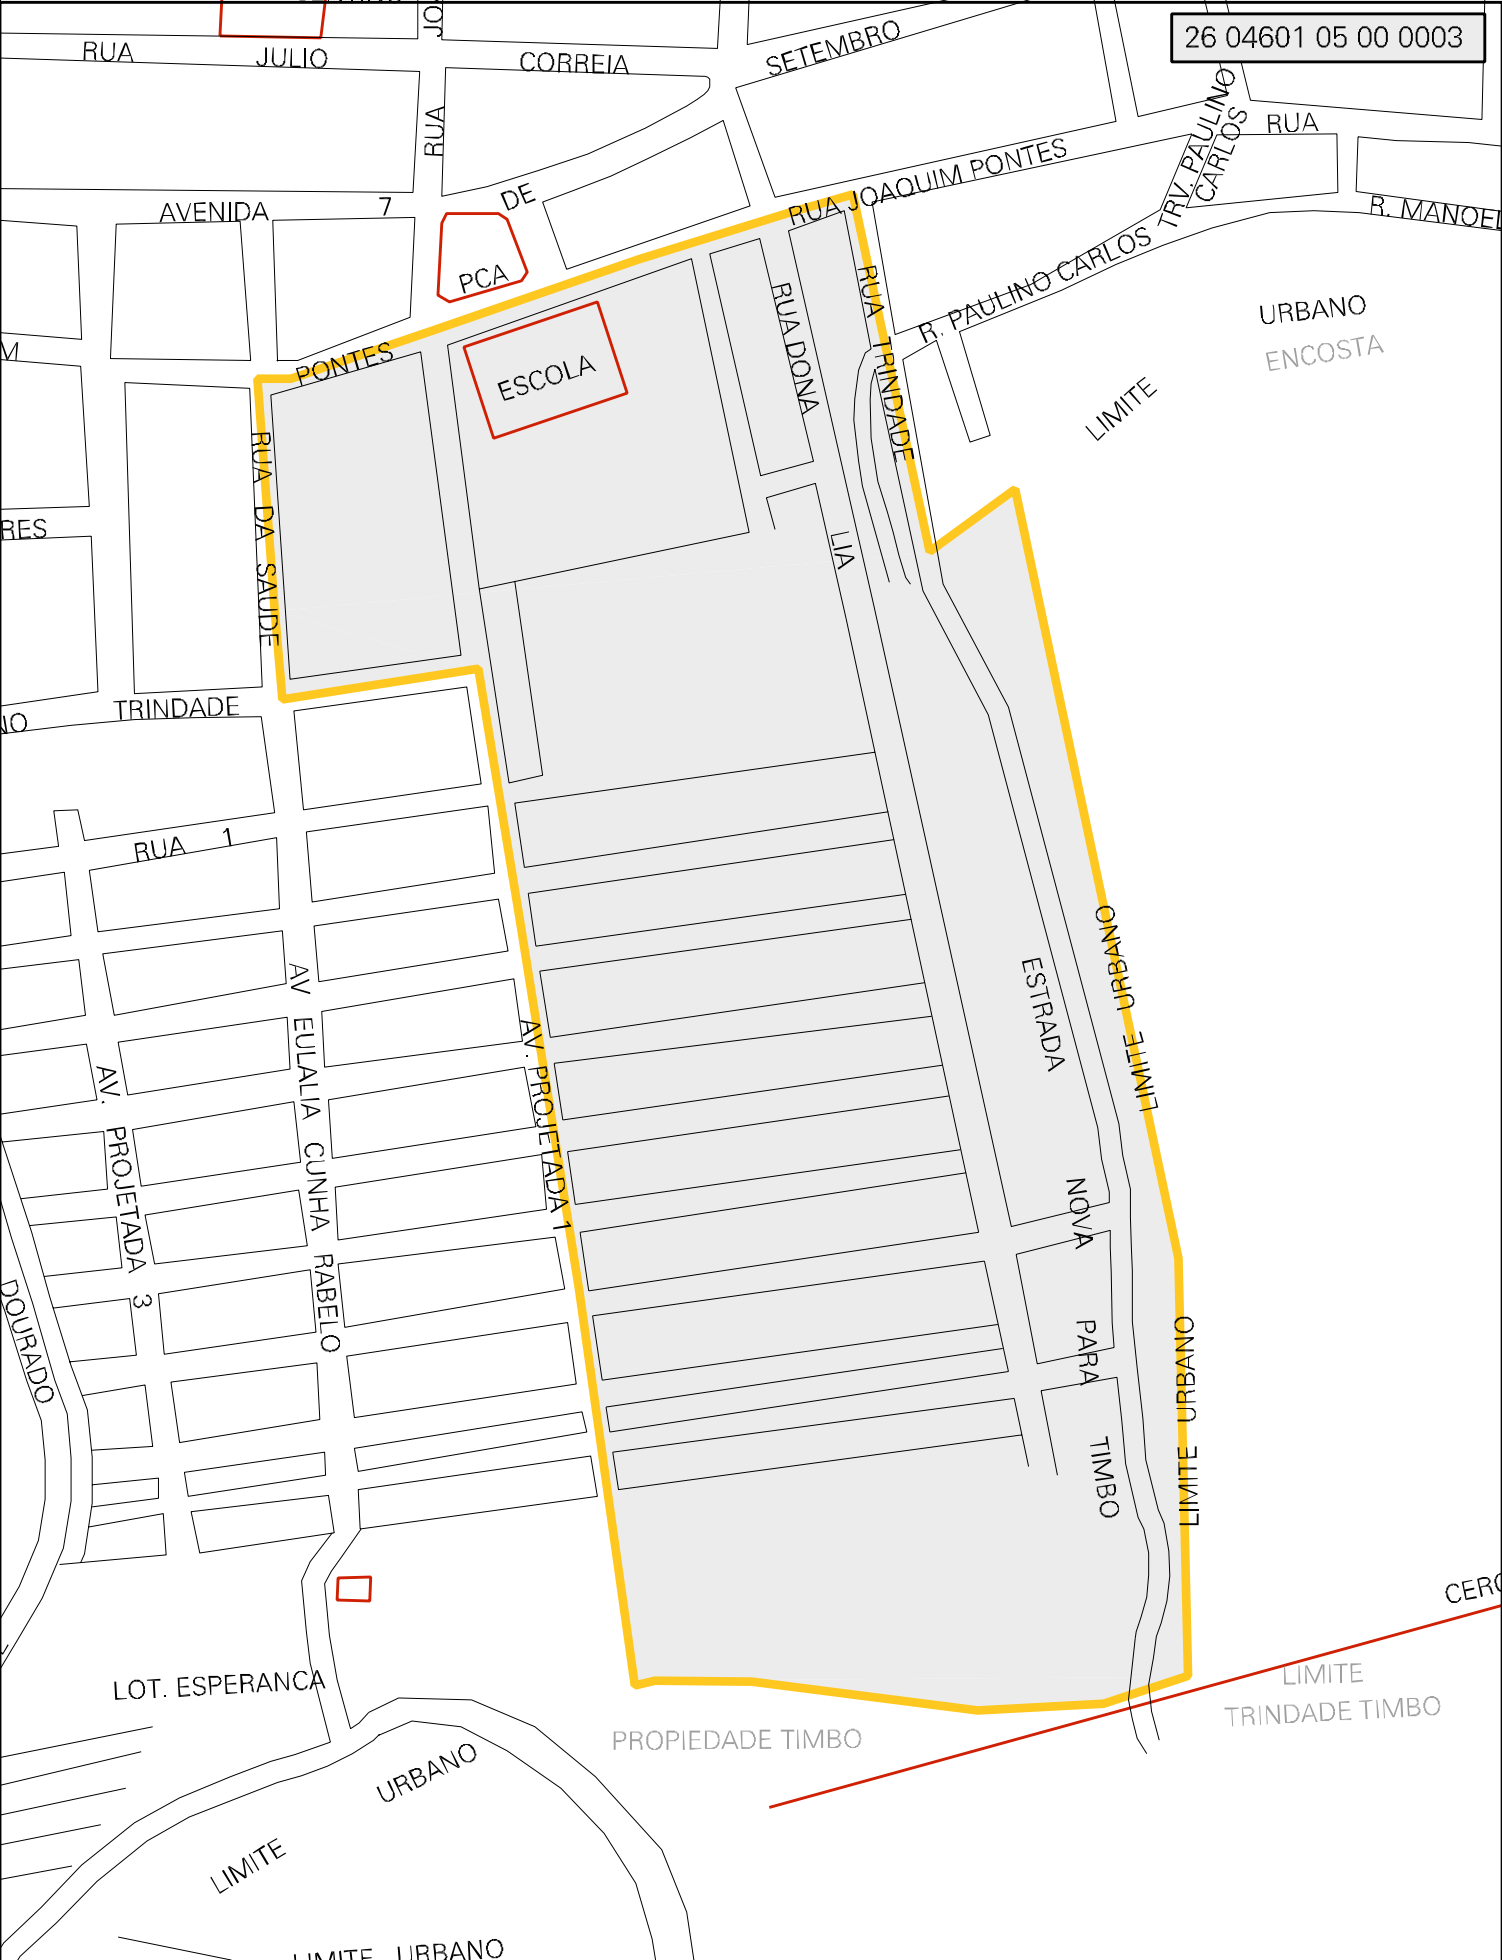 26 04601 05 00 0003
RUA JULIO CORREIA
SETEMBRO
RUA
TRV. PAULINO
CARLOS
RUA
AVENIDA 7 DE
RUA JOAQUIM PONTES
R. MANOEL
PCA
R. PAULINO CARLOS
URBANO
ENCOSTA
LIMITE
PONTES
ESCOLA
RUA DONA LIA
RUA TRINDADE
RUA DA SAUDE
RES
TRINDADE
NO
RUA 1
AV EULALIA CUNHA RABELO
AV. PROJETADA 1
AV. PROJETADA 3
DOURADO
ESTRADA NOVA PARA TIMBO
LIMITE URBANO
LIMITE URBANO
LOT. ESPERANCA
PROPIEDADE TIMBO
LIMITE
TRINDADE TIMBO
LIMITE URBANO
LIMITE URBANO